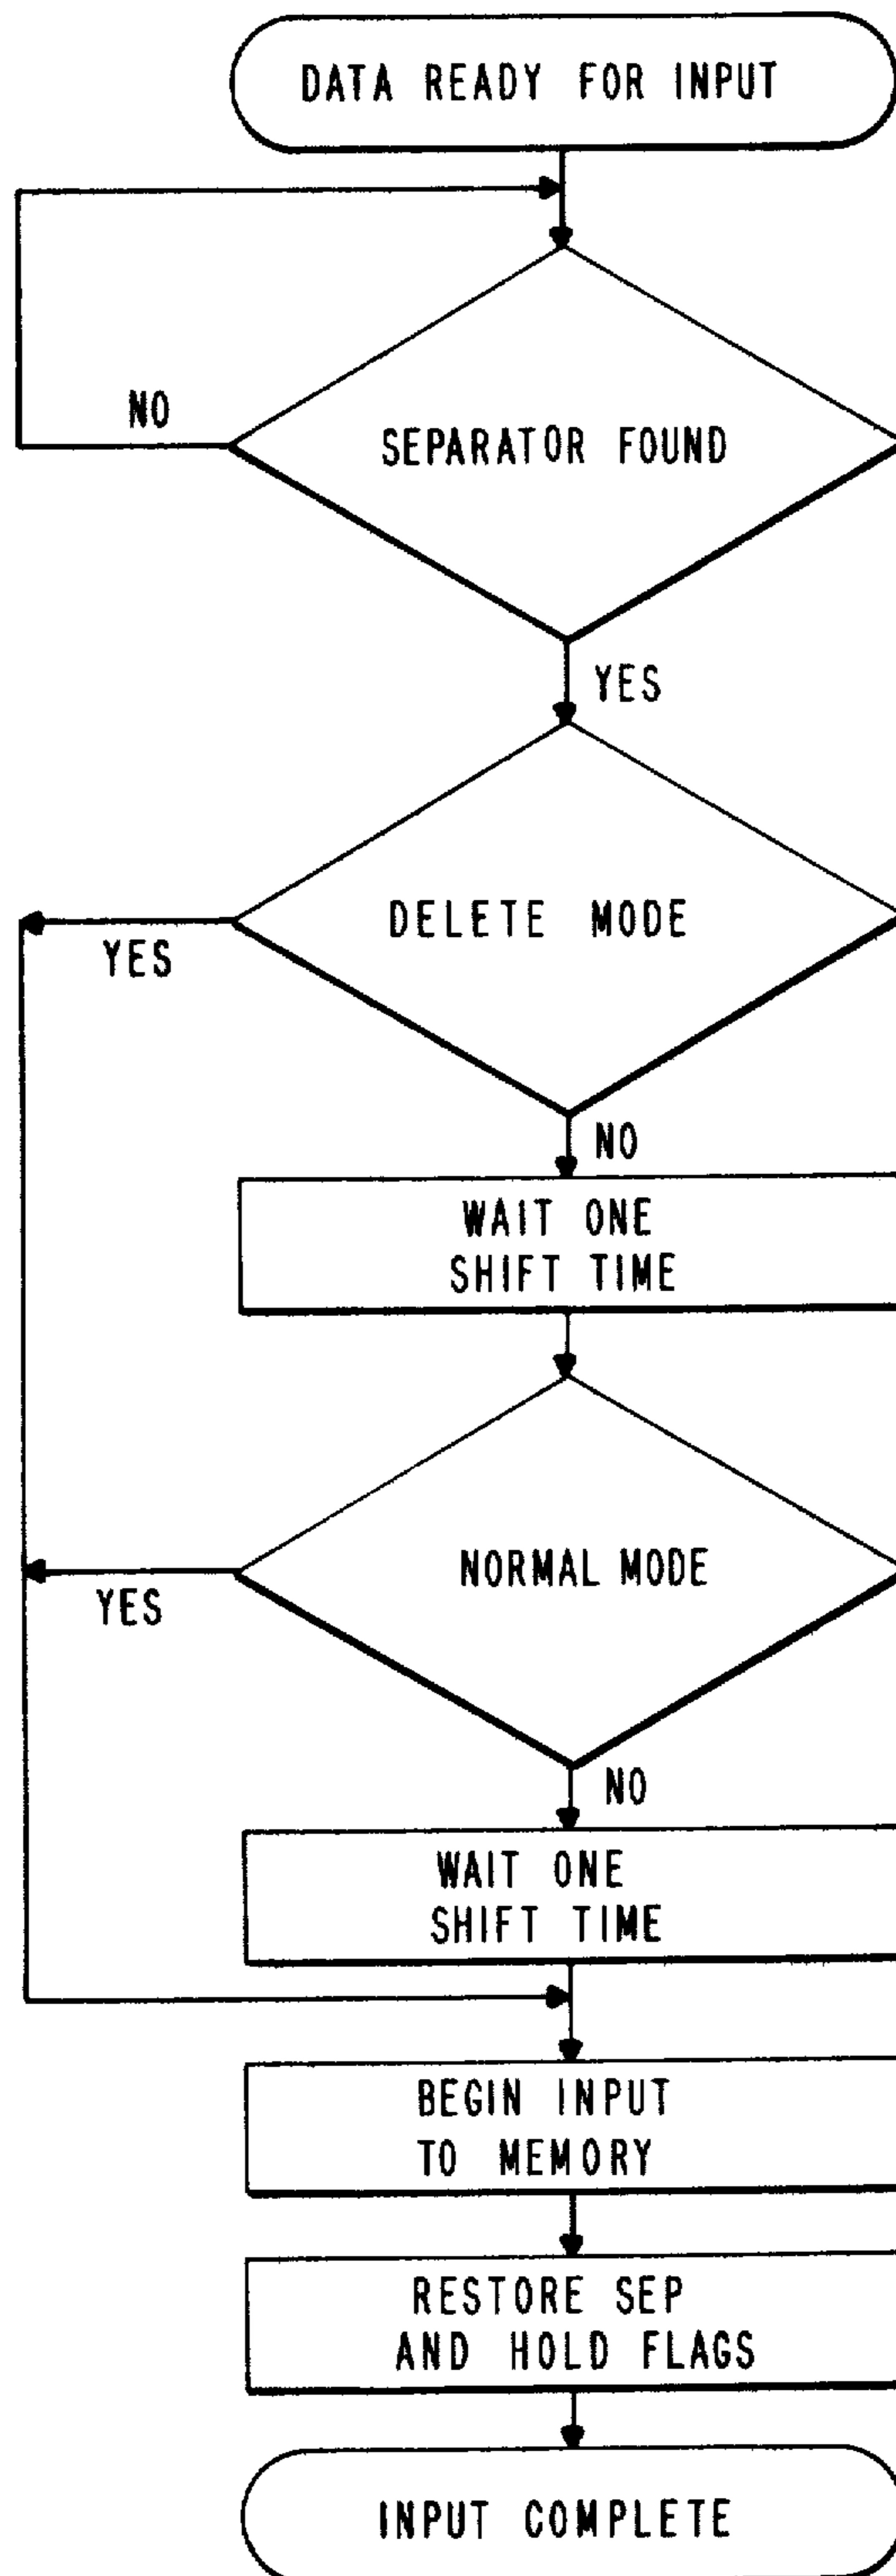 DATA READY FOR INPUT
NO
SEPARATOR FOUND
YES
DELETE MODE
YES
NO
WAIT ONE
SHIFT TIME
NORMAL MODE
YES
NO
WAIT ONE
SHIFT TIME
BEGIN INPUT
TO MEMORY
RESTORE SEP
AND HOLD FLAGS
INPUT COMPLETE